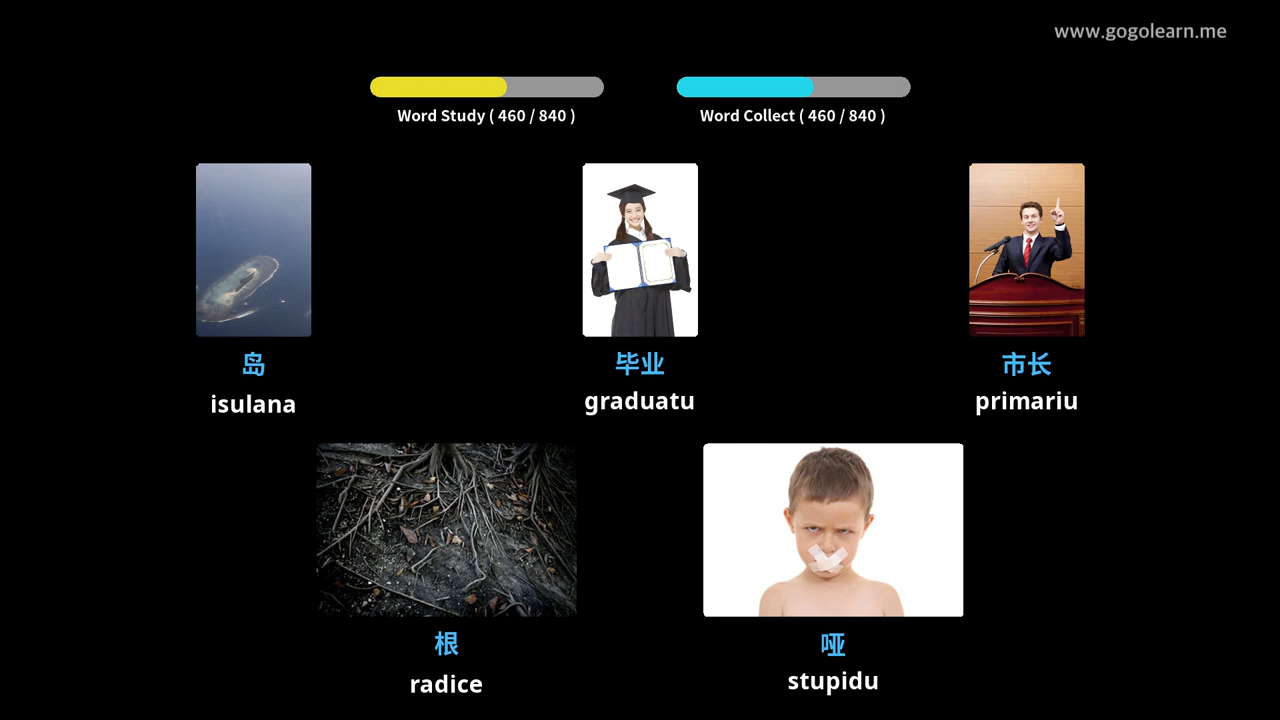 www.gogolearn.me
Word Study ( 460 / 840 )
Word Collect ( 460 / 840 )
岛
isulana
毕业
graduatu
市长
primariu
根
radice
哑
stupidu